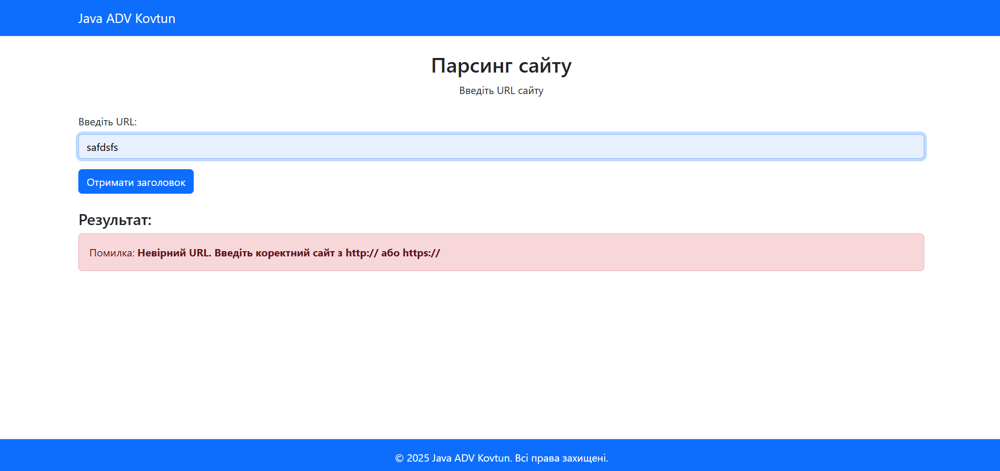 Java ADV Kovtun
Парсинг сайту
Введіть URL сайту
Введіть URL:
safdsfs
Отримати заголовок
Результат:
Помилка: Невірний URL. Введіть коректний сайт з http:// або https://
© 2025 Java ADV Kovtun. Всі права захищені.